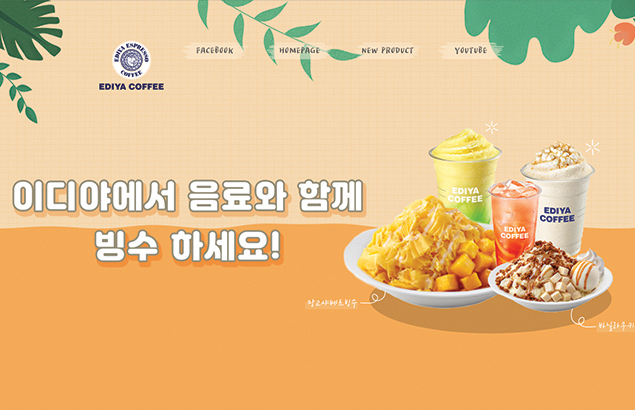 FACEBOOK
HOMEPAGE
NEW PRODUCT
YOUTUBE
EDIYA ESPRESSO
COFFEE
EDIYA COFFEE
이디야에서 음료와 함께
빙수 하세요!
EDIYA
COFFEE
EDIYA
COFFEE
EDIYA
COFFEE